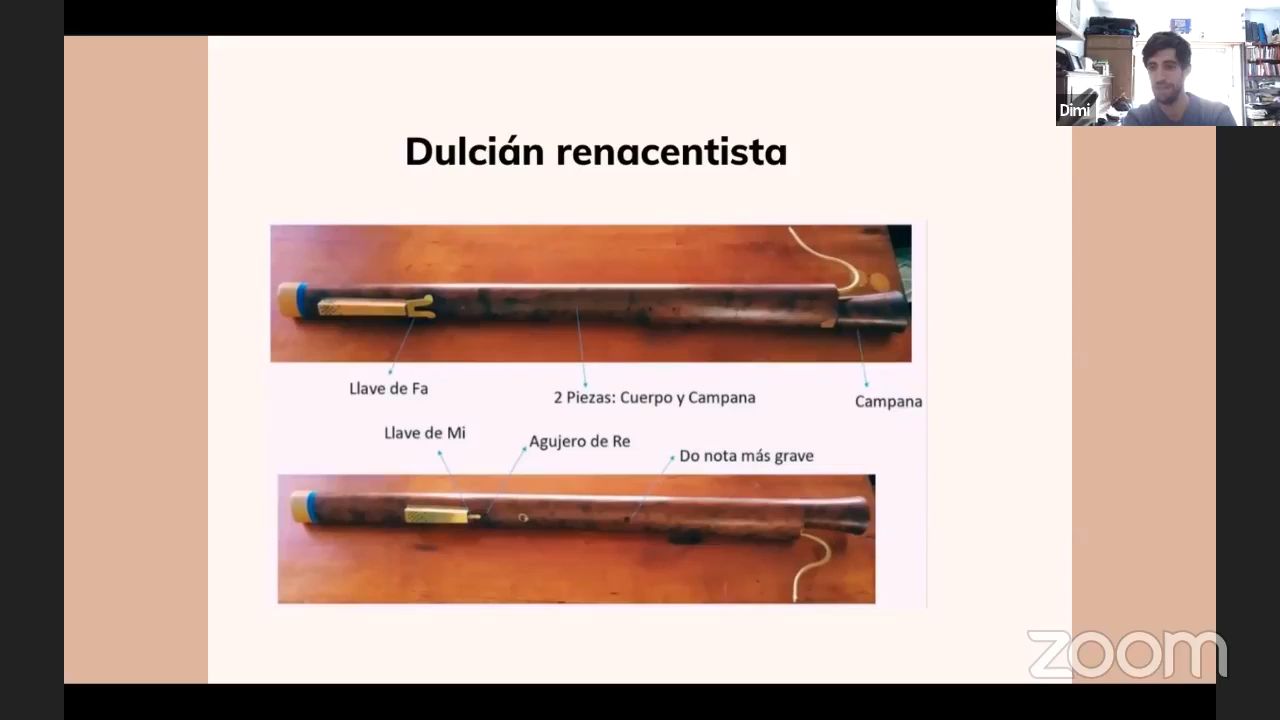 Dimi
Dulcián renacentista
Llave de Fa
2 Piezas: Cuerpo y Campana
Campana
Llave de Mi
Agujero de Re
Do nota más grave
zoom